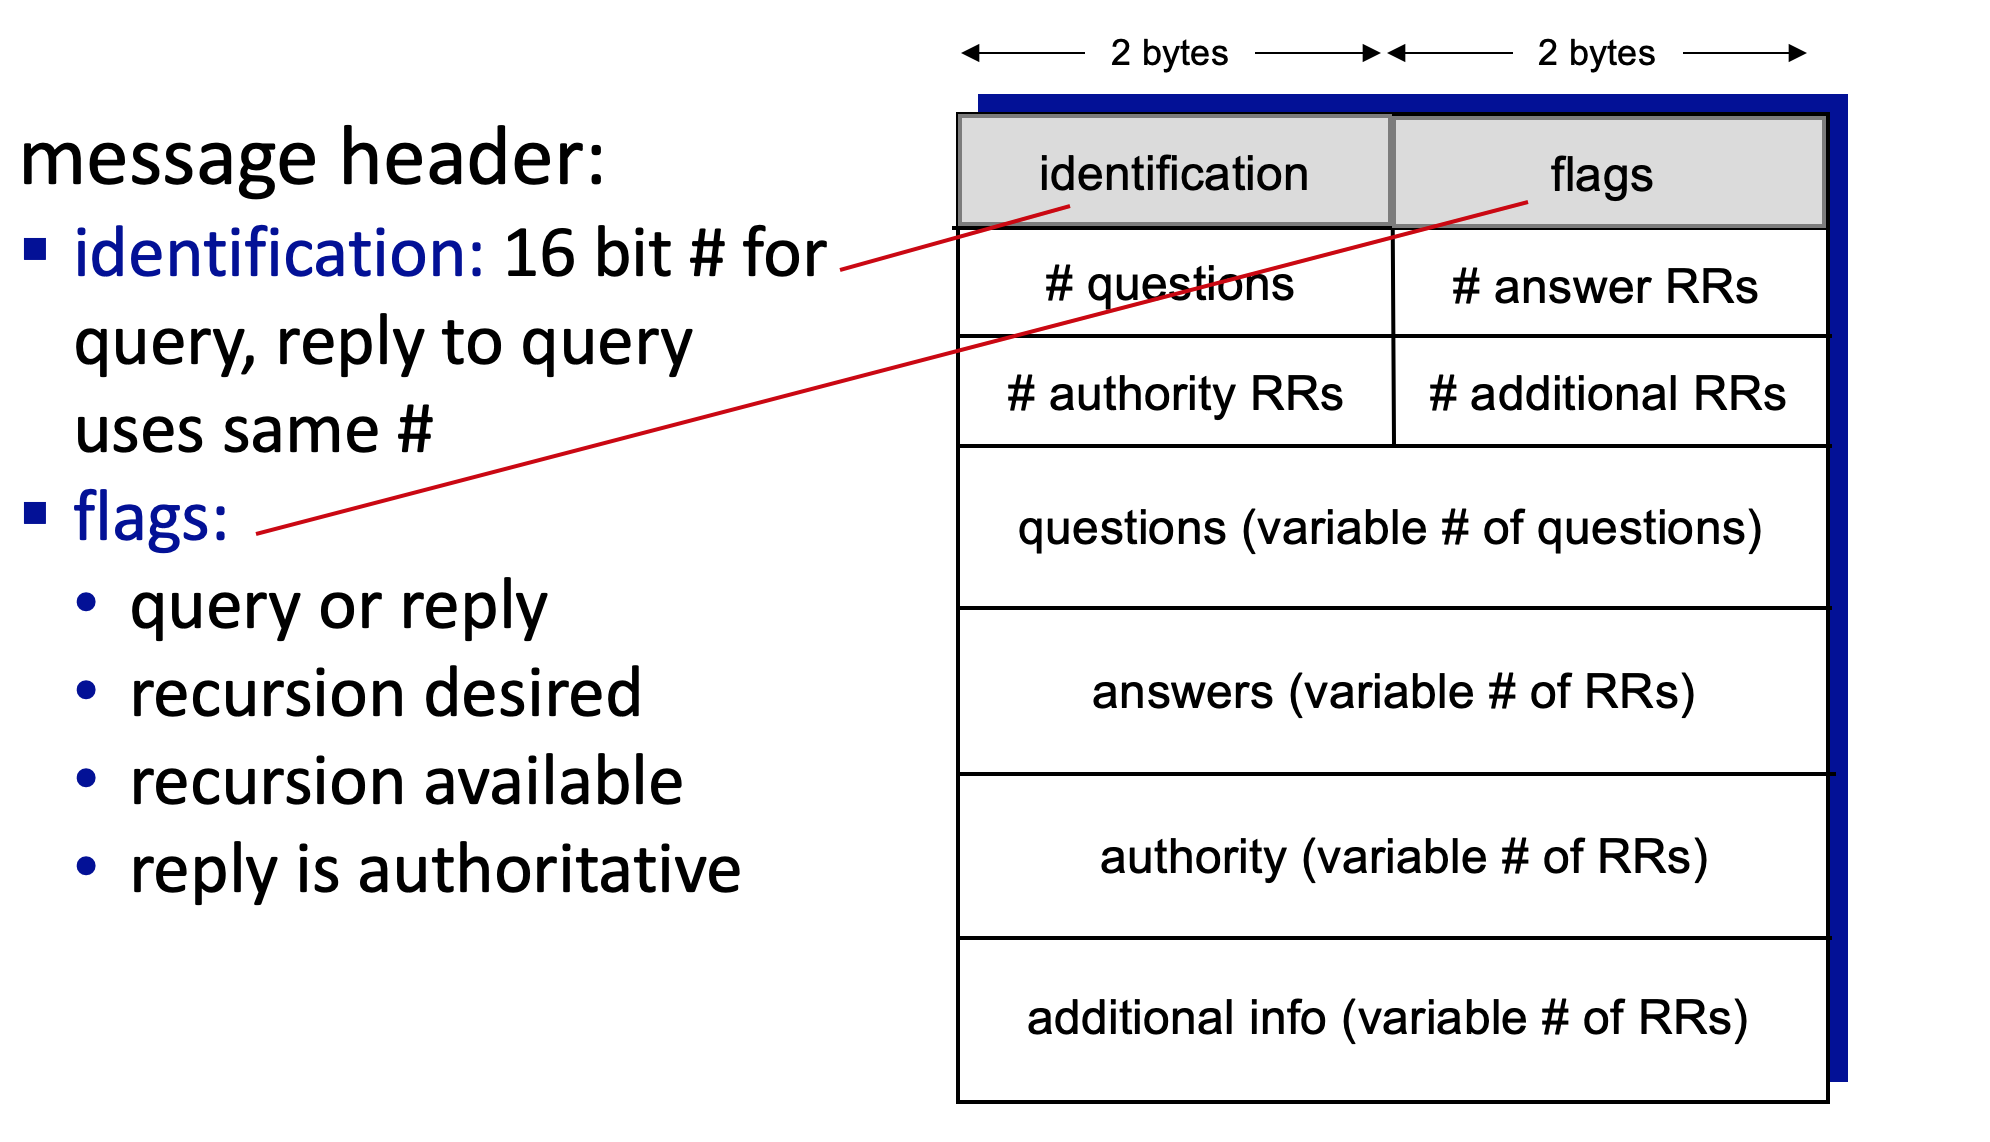 message header:
identification: 16 bit # for
query, reply to query
uses same #
flags:
query or reply
recursion desired
recursion available
reply is authoritative
2 bytes 2 bytes
identification flags
# questions # answer RRs
# authority RRs # additional RRs
questions (variable # of questions)
answers (variable # of RRs)
authority (variable # of RRs)
additional info (variable # of RRs)